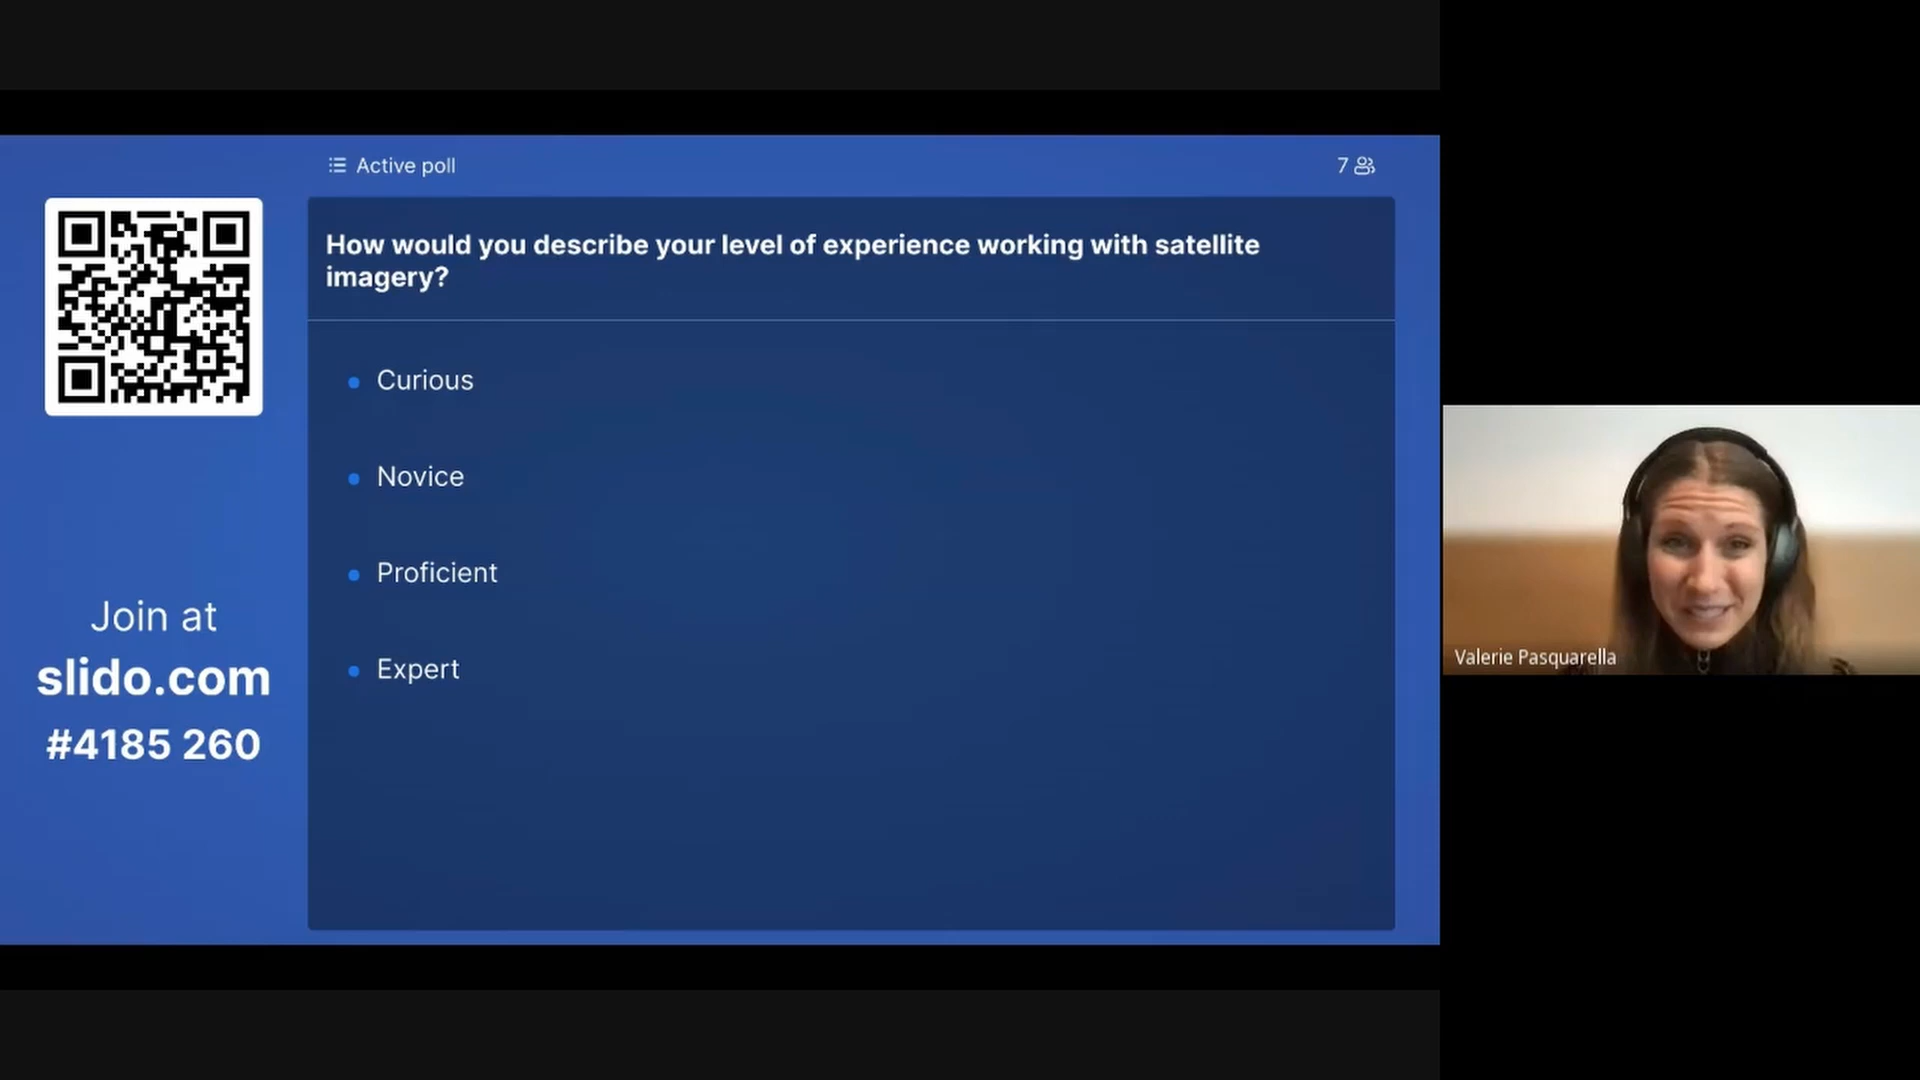 Active poll
7
How would you describe your level of experience working with satellite
imagery?
Curious
Novice
Proficient
Expert
Join at
slido.com
#4185 260
Valerie Pasquarella